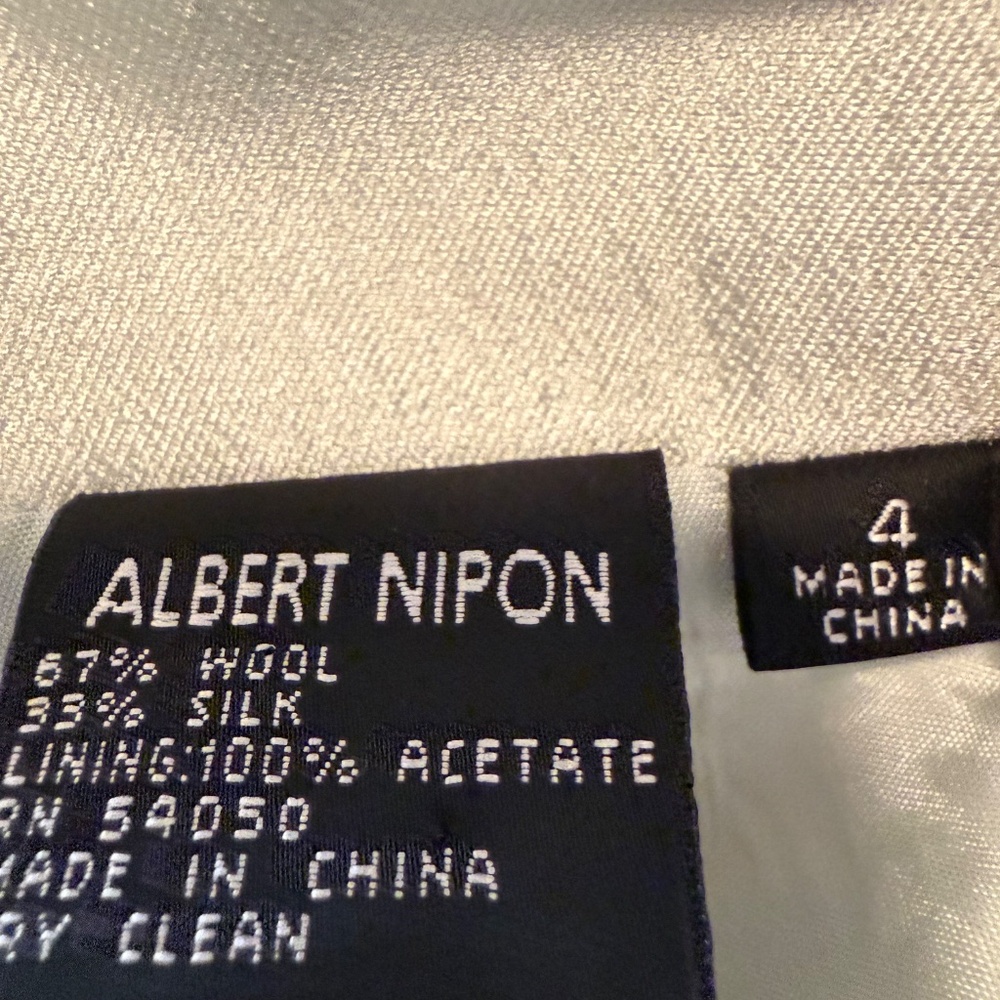 ALBERT NIPON
67% WOOL
33% SILK
LINING:100% ACETATE
RN 54050
MADE IN CHINA
RY CLEAN
4
MADE IN
CHINA